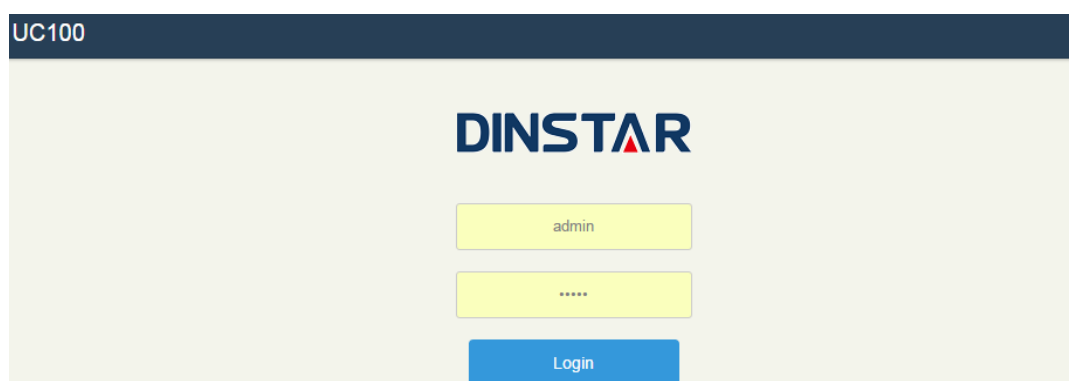 UC100
DINSTAR
admin
•••••
Login